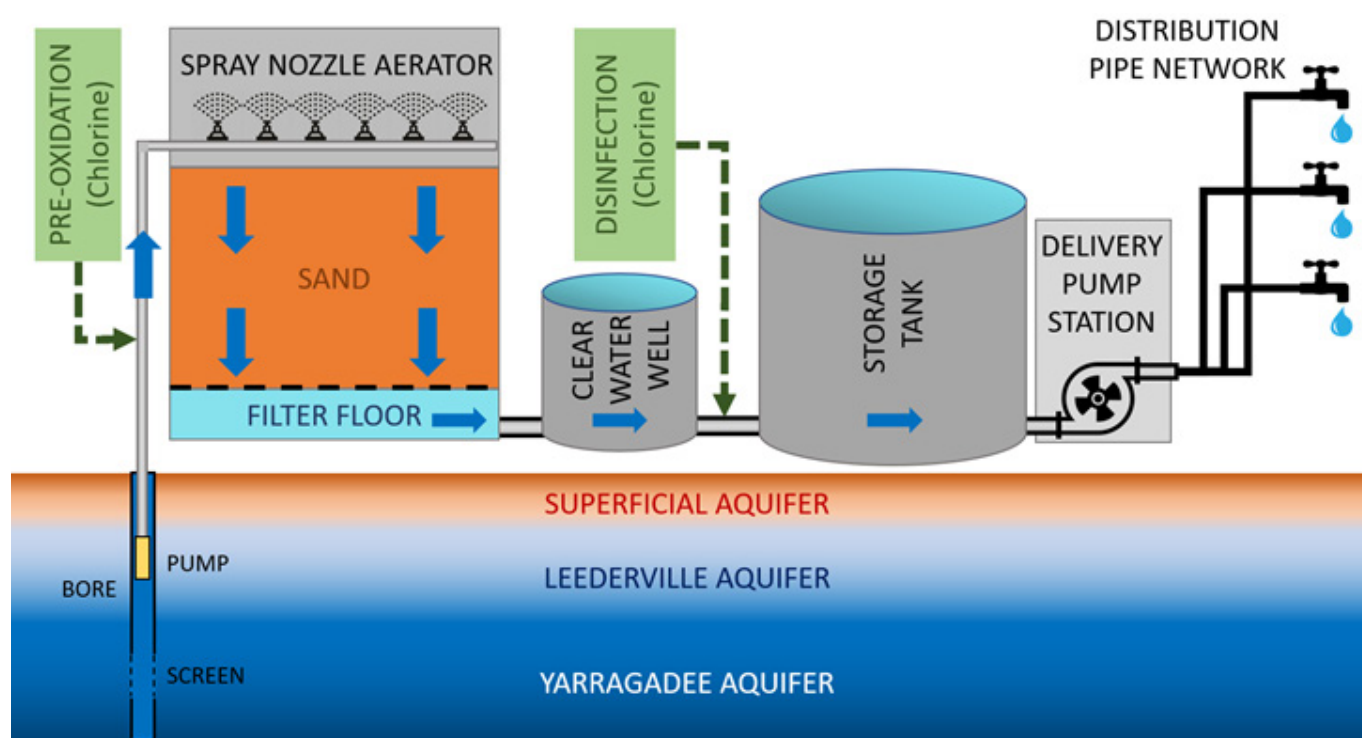 PRE-OXIDATION
(Chlorine)
SPRAY NOZZLE AERATOR
SAND
FILTER FLOOR
DISINFECTION
(Chlorine)
CLEAR
WATER
WELL
STORAGE
TANK
DELIVERY
PUMP
STATION
DISTRIBUTION
PIPE NETWORK
SUPERFICIAL AQUIFER
PUMP
BORE
LEEDERVILLE AQUIFER
SCREEN
YARRAGADEE AQUIFER